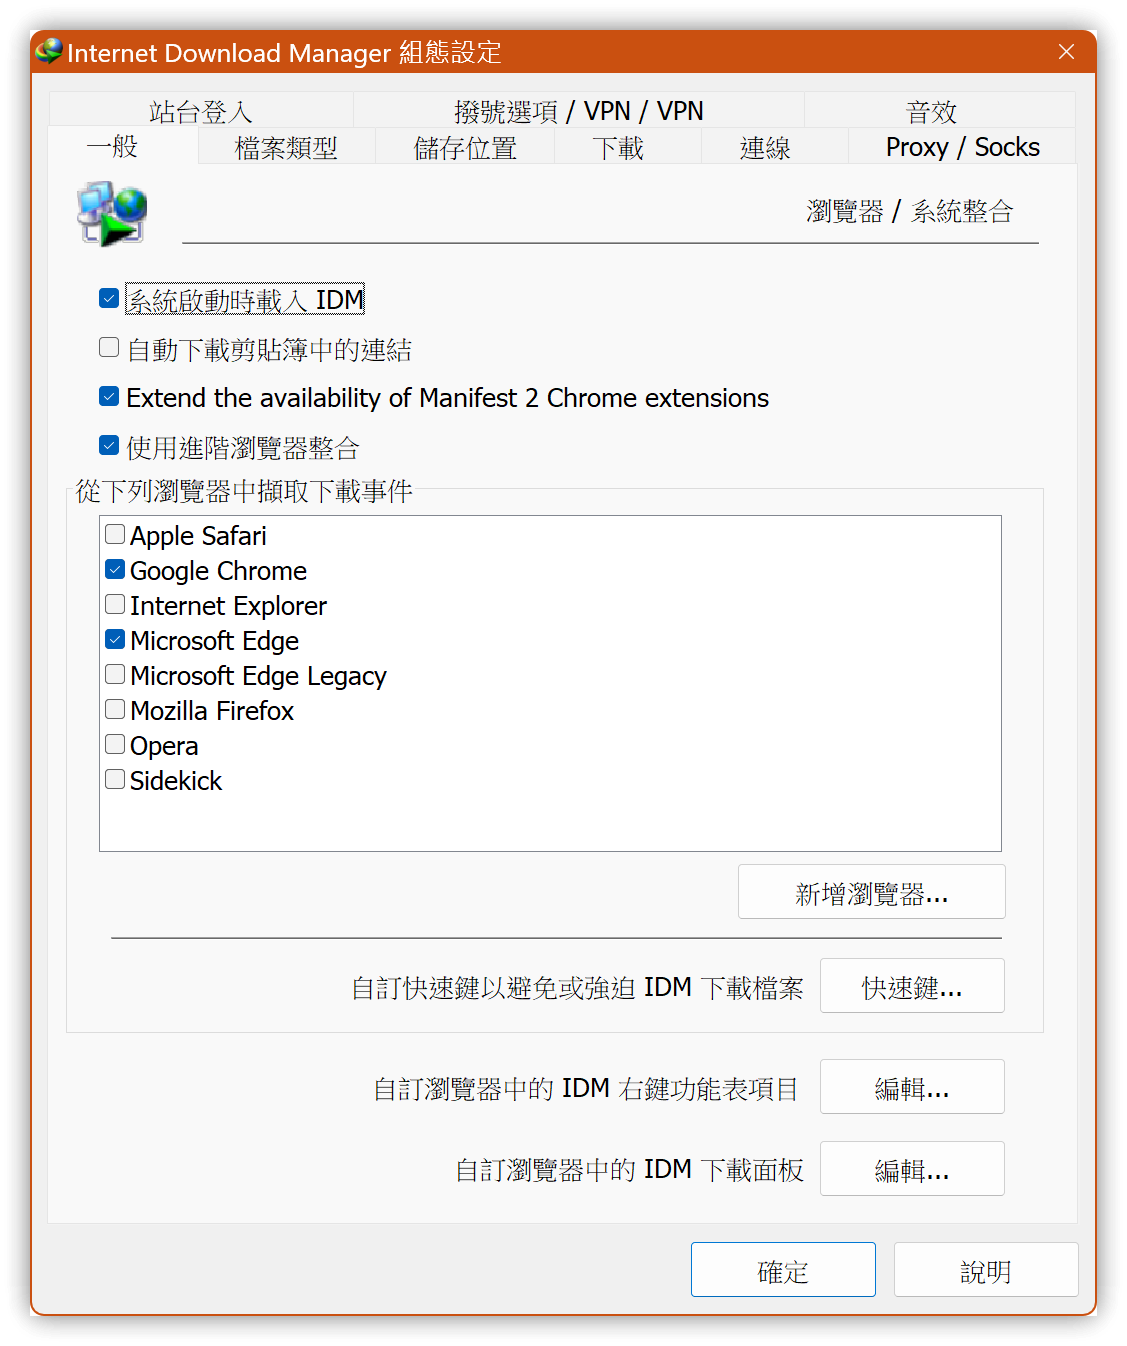 Internet Download Manager 組態設定
站台登入
撥號選項 / VPN / VPN
音效
一般
檔案類型
儲存位置
下載
連線
Proxy / Socks
瀏覽器 / 系統整合
系統啟動時載入 IDM
自動下載剪貼簿中的連結
Extend the availability of Manifest 2 Chrome extensions
使用進階瀏覽器整合
從下列瀏覽器中擷取下載事件
Apple Safari
Google Chrome
Internet Explorer
Microsoft Edge
Microsoft Edge Legacy
Mozilla Firefox
Opera
Sidekick
新增瀏覽器...
自訂快速鍵以避免或強迫 IDM 下載檔案
快速鍵...
自訂瀏覽器中的 IDM 右鍵功能表項目
編輯...
自訂瀏覽器中的 IDM 下載面板
編輯...
確定
說明